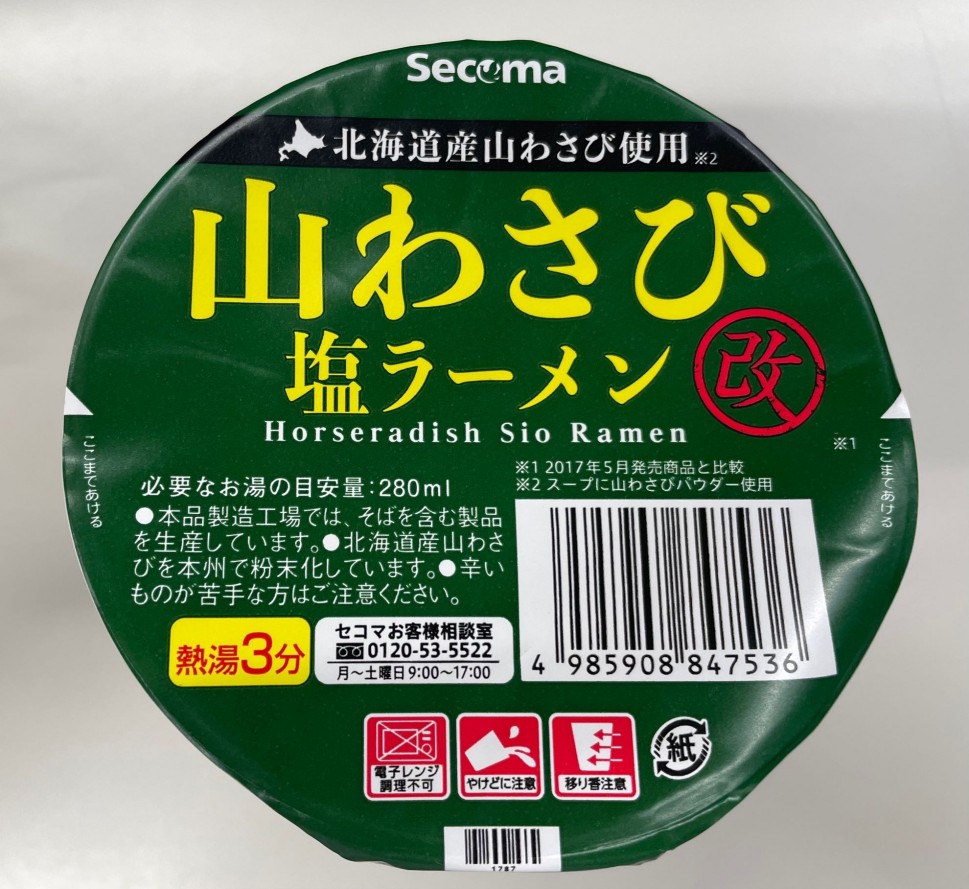 Secoma
北海道産山わさび使用※2
山わさび
塩ラーメン 改
Horseradish Sio Ramen
※1
ここまであける
ここまであける
※1 2017年5月発売商品と比較
※2 スープに山わさびパウダー使用
必要なお湯の目安量:280ml
●本品製造工場では、そばを含む製品
を生産しています。●北海道産山わさ
びを本州で粉末化しています。●辛い
ものが苦手な方はご注意ください。
熱湯3分
セコマお客様相談室
0120-53-5522
月~土曜日9:00~17:00
4 985908 847536
電子レンジ
調理不可
やけどに注意
移り香注意
紙
1787